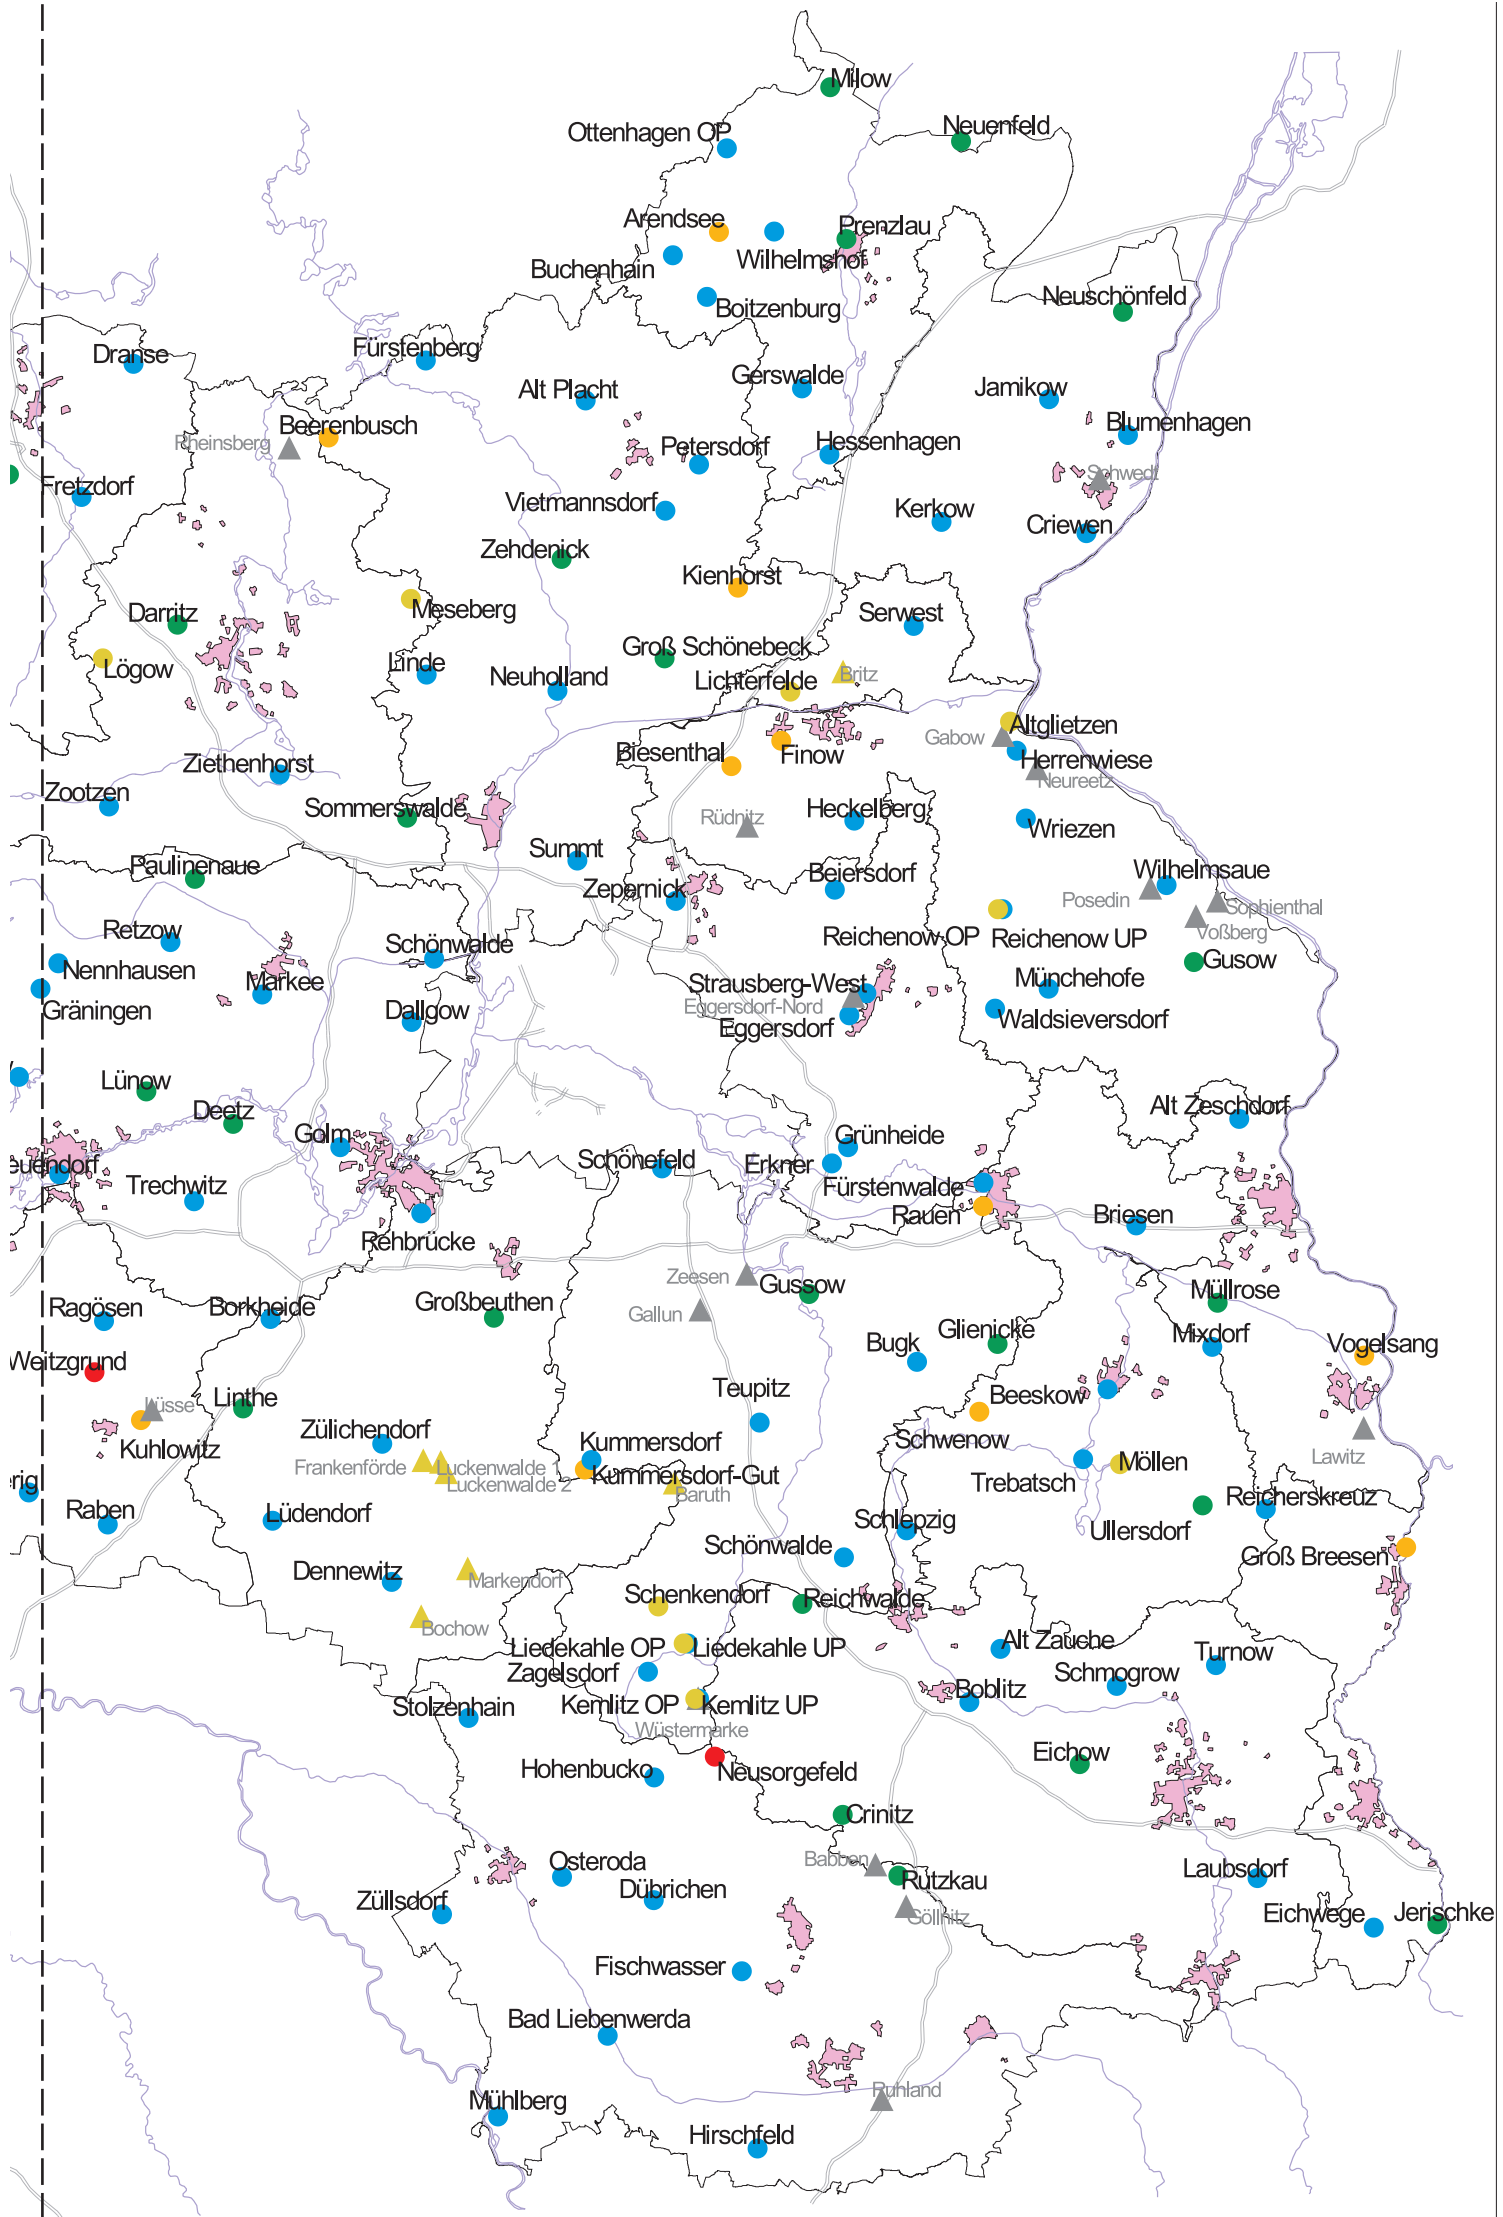 Milow
Neuenfeld
Ottenhagen OP
Arendsee
Prenzlau
Wilhelmshof
Buchenhain
Boitzenburg
Neuschönfeld
Dranse
Fürstenberg
Gerswalde
Alt Placht
Jamikow
Beerenbusch
Rheinsberg
Blumenhagen
Petersdorf
Hessenhagen
Schwedt
Fretzdorf
Vietmannsdorf
Kerkow
Criewen
Zehdenick
Kienhorst
Meseberg
Darritz
Serwest
Groß Schönebeck
Lögow
Linde
Neuholland
Lichterfelde
Britz
Altglietzen
Gabow
Biesenthal
Finow
Herrenwiese
Ziethenhorst
Neureetz
Zootzen
Sommerswalde
Rüdnitz
Heckelberg
Wriezen
Summt
Paulinenaue
Beiersdorf
Wilhelmsaue
Zepernick
Posedin
Sophienthal
Retzow
Voßberg
Reichenow OP
Reichenow UP
Schönwalde
Nennhausen
Gusow
Markee
Strausberg-West
Münchehofe
Eggersdorf-Nord
Gräningen
Dallgow
Eggersdorf
Waldsieversdorf
Lünow
Deetz
Alt Zeschdorf
Golm
Grünheide
Erkner
euendorf
Schönefeld
Trechwitz
Fürstenwalde
Rauen
Briesen
Rehbrücke
Zeesen
Gussow
Müllrose
Ragösen
Borkheide
Großbeuthen
Gallun
Glienicke
Mixdorf
Bugk
Vogelsang
Weitzgrund
Lüsse
Linthe
Teupitz
Beeskow
Kuhlowitz
Zülichendorf
Kummersdorf
Schwenow
Lawitz
Frankenförde
Luckenwalde 1
Luckenwalde 2
Kummersdorf-Gut
Möllen
Trebatsch
erig
Baruth
Reicherskreuz
Raben
Lüdendorf
Schlepzig
Ullersdorf
Schönwalde
Groß Breesen
Dennewitz
Markendorf
Schenkendorf
Reichwalde
Bochow
Liedekahle OP
Liedekahle UP
Alt Zauche
Turnow
Zagelsdorf
Schmogrow
Stolzenhain
Kemlitz OP
Kemlitz UP
Boblitz
Wüstermarke
Eichow
Hohenbucko
Neusorgefeld
Crinitz
Babben
Osteroda
Rutzkau
Laubsdorf
Dübrichen
Züllsdorf
Göllnitz
Eichwege
Jerischke
Fischwasser
Bad Liebenwerda
Ruhland
Mühlberg
Hirschfeld